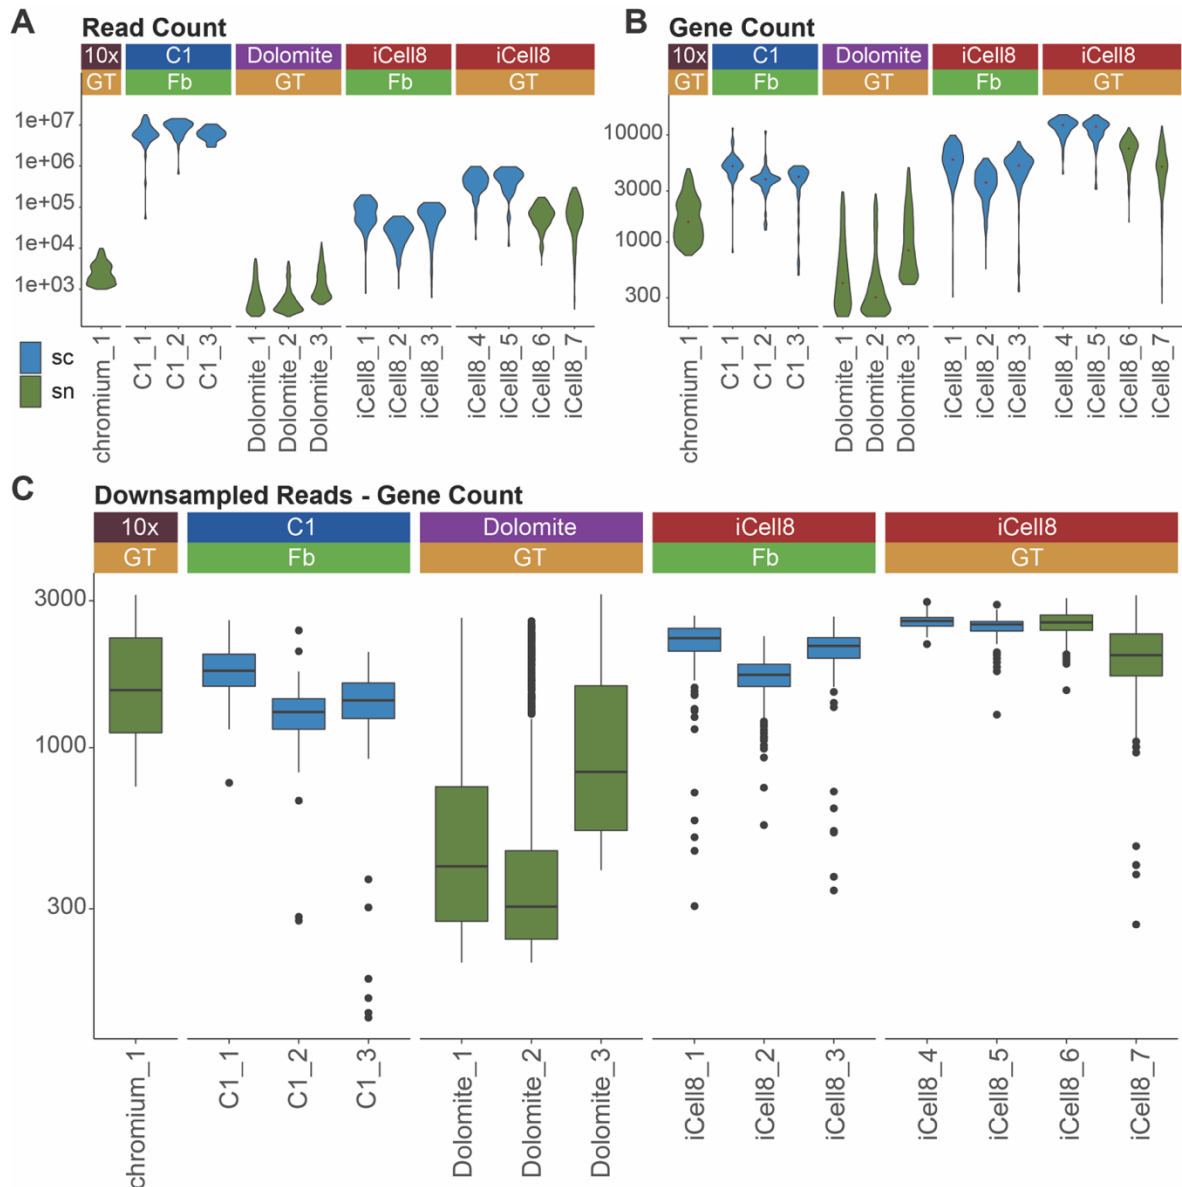 A
Read Count
10x C1 Dolomite iCell8 iCell8
GT Fb GT Fb GT
1e+07
1e+06
1e+05
1e+04
1e+03
chromium_1 C1_1 C1_2 C1_3 Dolomite_1 Dolomite_2 Dolomite_3 iCell8_1 iCell8_2 iCell8_3 iCell8_4 iCell8_5 iCell8_6 iCell8_7
sc
sn
B
Gene Count
10x C1 Dolomite iCell8 iCell8
GT Fb GT Fb GT
10000
3000
1000
300
chromium_1 C1_1 C1_2 C1_3 Dolomite_1 Dolomite_2 Dolomite_3 iCell8_1 iCell8_2 iCell8_3 iCell8_4 iCell8_5 iCell8_6 iCell8_7
C
Downsampled Reads - Gene Count
10x C1 Dolomite iCell8 iCell8
GT Fb GT Fb GT
3000
1000
300
chromium_1 C1_1 C1_2 C1_3 Dolomite_1 Dolomite_2 Dolomite_3 iCell8_1 iCell8_2 iCell8_3 iCell8_4 iCell8_5 iCell8_6 iCell8_7